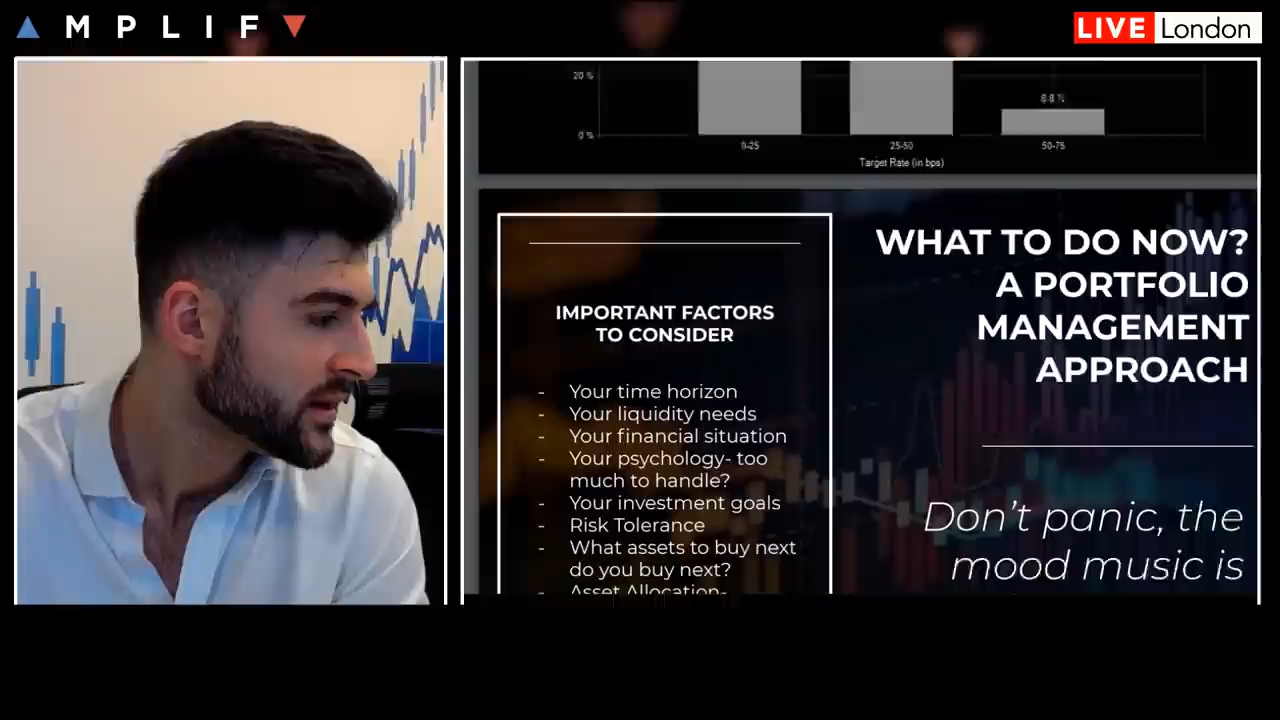 AMPLIFY
LIVE London
20 %
0 %
8.8 %
0-25
25-50
50-75
Target Rate (in bps)
WHAT TO DO NOW?
A PORTFOLIO
MANAGEMENT
APPROACH
IMPORTANT FACTORS
TO CONSIDER
- Your time horizon
- Your liquidity needs
- Your financial situation
- Your psychology- too
much to handle?
- Your investment goals
- Risk Tolerance
- What assets to buy next
do you buy next?
- Asset Allocation-
Don't panic, the
mood music is